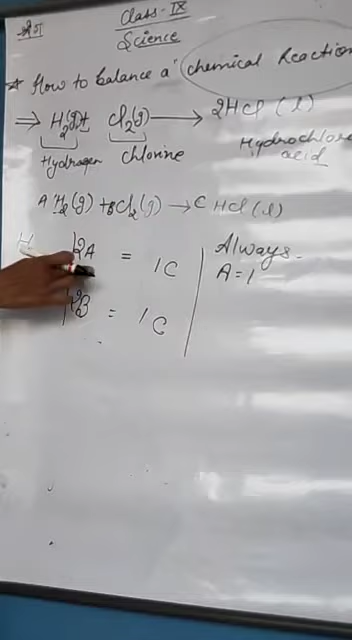 Class-IX
Science
* How to balance a "chemical Reaction
⇒ H₂(g)+ Cl₂(g) → 2HCl (l)
Hydrogen chlorine Hydrochloric acid
A H₂(g) + BCl₂(g) → C HCl(l)
H 2A = 1C
2B = 1C
Always
A=1